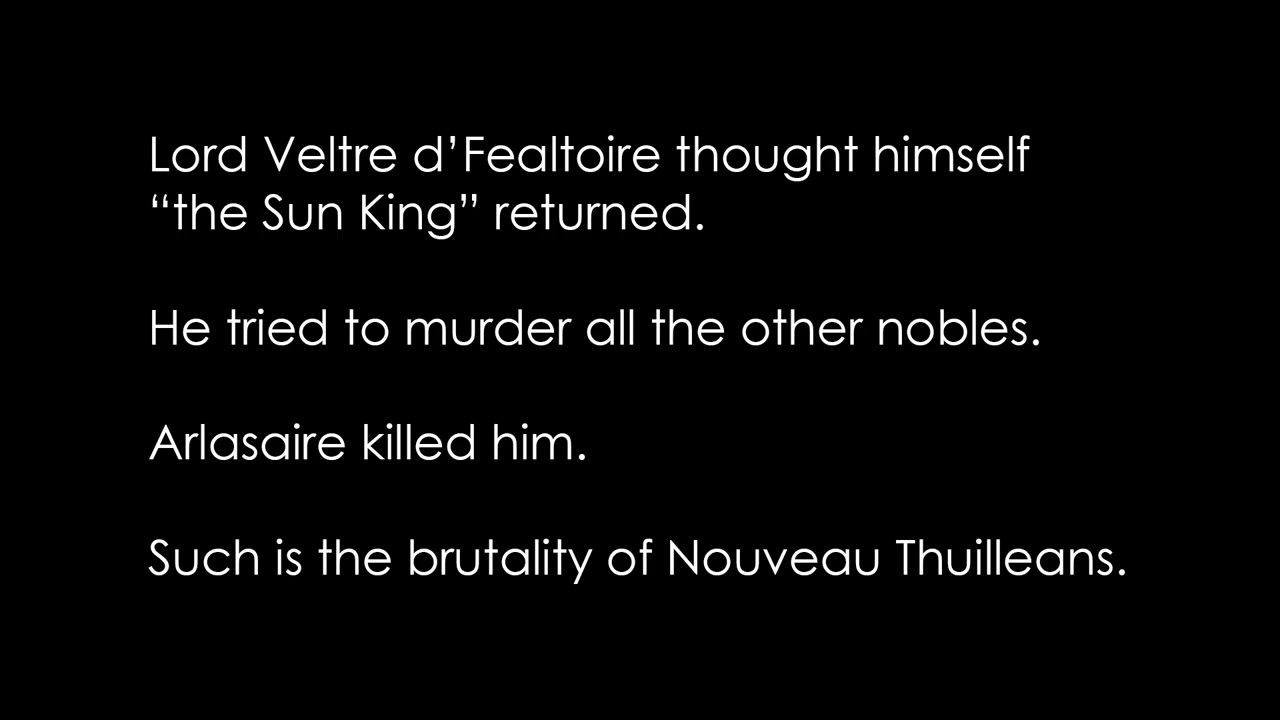 Lord Veltre d’Fealtoire thought himself
“the Sun King” returned.
He tried to murder all the other nobles.
Arlasaire killed him.
Such is the brutality of Nouveau Thuilleans.